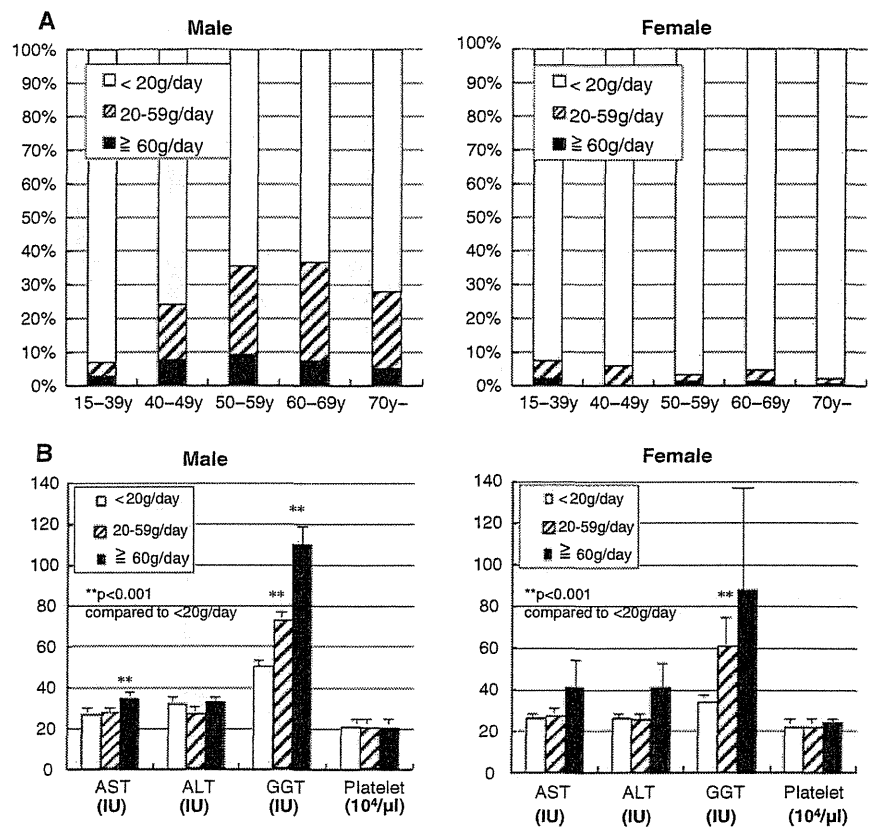 A
Male
100%
90%
80%
70%
60%
50%
40%
30%
20%
10%
0%
< 20g/day
20-59g/day
≧ 60g/day
15–39y 40–49y 50–59y 60–69y 70y–
Female
100%
90%
80%
70%
60%
50%
40%
30%
20%
10%
0%
< 20g/day
20-59g/day
≧ 60g/day
15–39y 40–49y 50–59y 60–69y 70y–
B
Male
140
120
100
80
60
40
20
0
<20g/day
20-59g/day
≧ 60g/day
**p<0.001
compared to <20g/day
**
**
**
AST ALT GGT Platelet
(IU) (IU) (IU) (10⁴/µl)
Female
140
120
100
80
60
40
20
0
<20g/day
20-59g/day
≧ 60g/day
**p<0.001
compared to <20g/day
**
AST ALT GGT Platelet
(IU) (IU) (IU) (10⁴/µl)